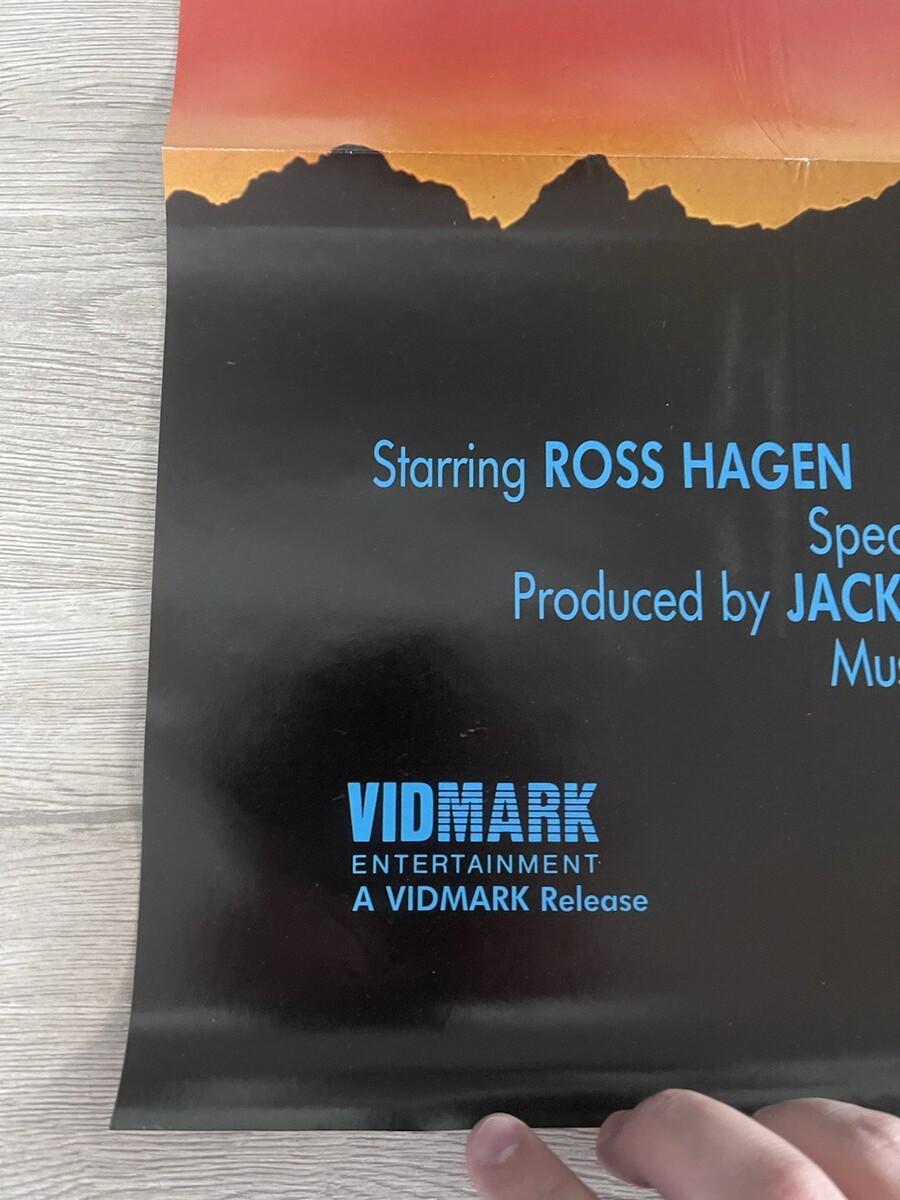 Starring ROSS HAGEN
Spec
Produced by JACK
Mus
VIDMARK
ENTERTAINMENT
A VIDMARK Release